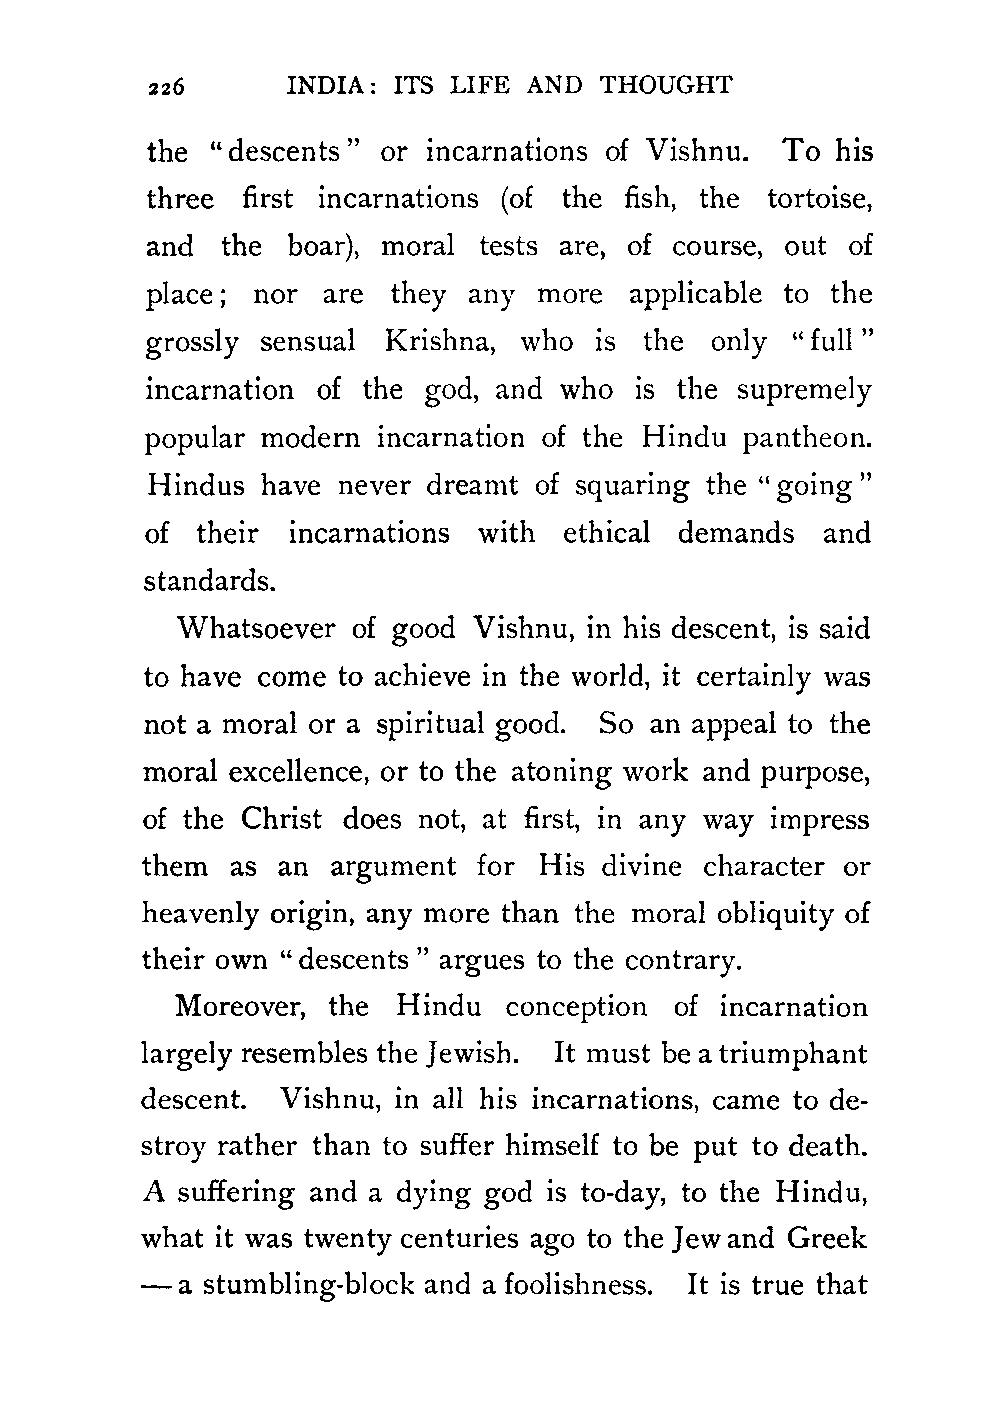 226 INDIA: ITS LIFE AND THOUGHT
the "descents" or incarnations of Vishnu. To his
three first incarnations (of the fish, the tortoise,
and the boar), moral tests are, of course, out of
place; nor are they any more applicable to the
grossly sensual Krishna, who is the only "full"
incarnation of the god, and who is the supremely
popular modern incarnation of the Hindu pantheon.
Hindus have never dreamt of squaring the "going"
of their incarnations with ethical demands and
standards.
Whatsoever of good Vishnu, in his descent, is said
to have come to achieve in the world, it certainly was
not a moral or a spiritual good. So an appeal to the
moral excellence, or to the atoning work and purpose,
of the Christ does not, at first, in any way impress
them as an argument for His divine character or
heavenly origin, any more than the moral obliquity of
their own "descents" argues to the contrary.
Moreover, the Hindu conception of incarnation
largely resembles the Jewish. It must be a triumphant
descent. Vishnu, in all his incarnations, came to de-
stroy rather than to suffer himself to be put to death.
A suffering and a dying god is to-day, to the Hindu,
what it was twenty centuries ago to the Jew and Greek
— a stumbling-block and a foolishness. It is true that